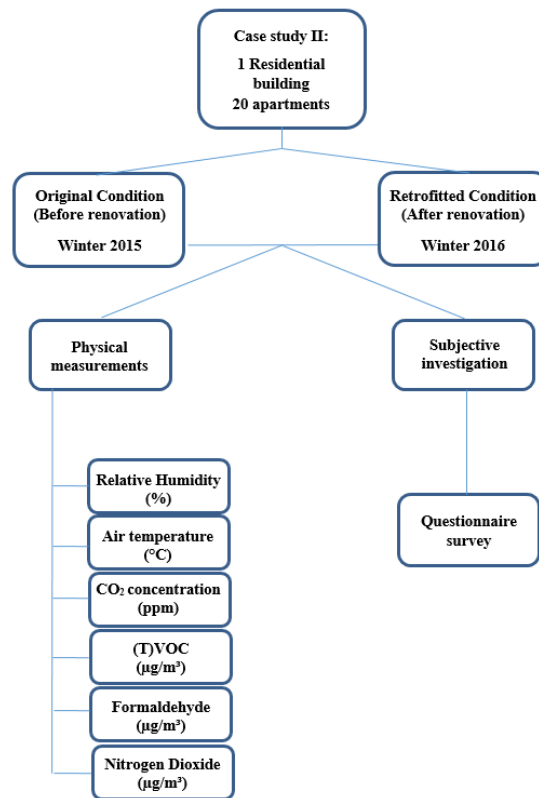 Case study II:
1 Residential
building
20 apartments
Original Condition
(Before renovation)
Winter 2015
Retrofitted Condition
(After renovation)
Winter 2016
Physical
measurements
Subjective
investigation
Relative Humidity
(%)
Air temperature
(°C)
CO₂ concentration
(ppm)
(T)VOC
(µg/m³)
Formaldehyde
(µg/m³)
Nitrogen Dioxide
(µg/m³)
Questionnaire
survey